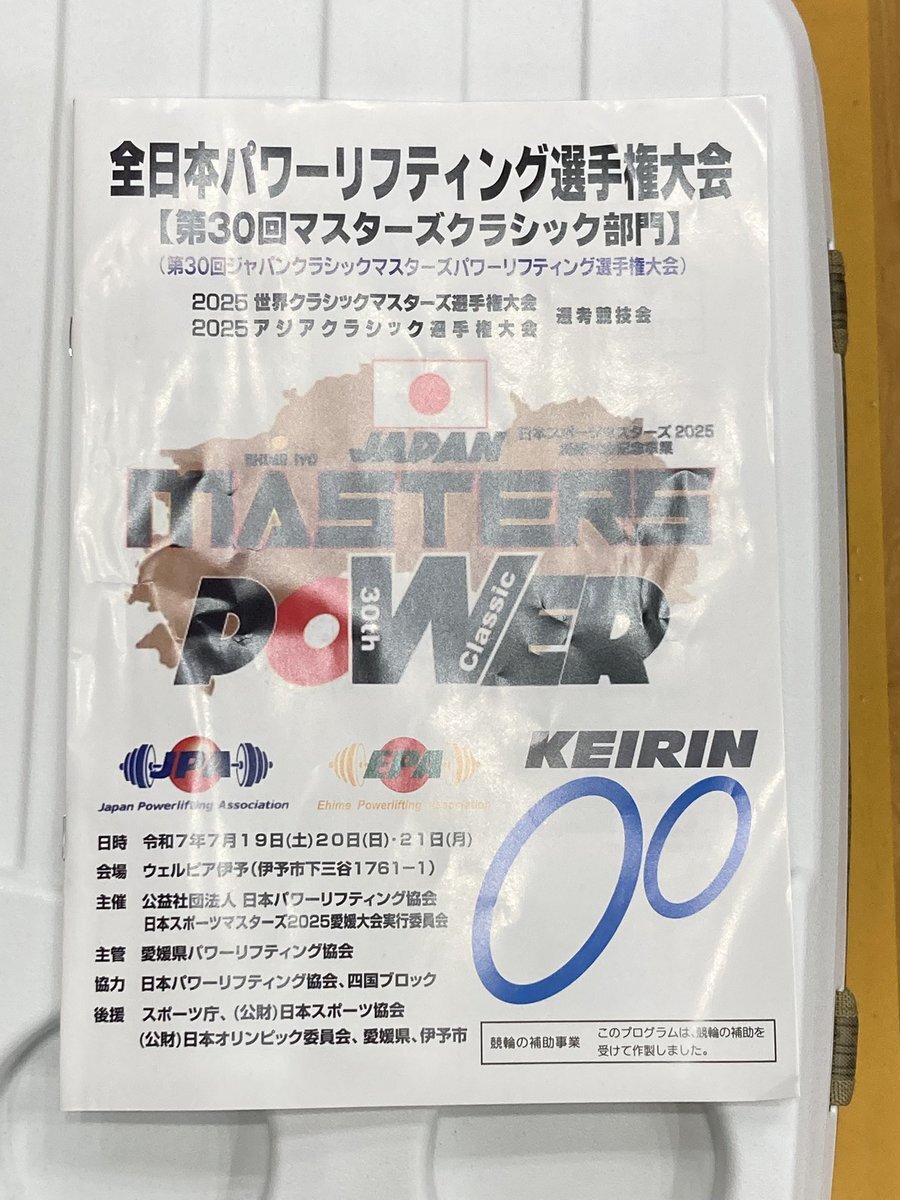 全日本パワーリフティング選手権大会
【第30回マスターズクラシック部門】
(第30回ジャパンクラシックマスターズパワーリフティング選手権大会)
2025 世界クラシックマスターズ選手権大会
2025 アジアクラシック選手権大会
選考競技会
JAPAN
日本スポーツマスターズ 2025
記念事業
MASTERS
POWER
30th
Classic
JPA
Japan Powerlifting Association
EPA
Ehime Powerlifting Association
KEIRIN
日時 令和7年7月19日(土)20日(日)・21日(月)
会場 ウェルピア伊予(伊予市下三谷1761-1)
主催 公益社団法人 日本パワーリフティング協会
日本スポーツマスターズ2025愛媛大会実行委員会
主管 愛媛県パワーリフティング協会
協力 日本パワーリフティング協会、四国ブロック
後援 スポーツ庁、(公財)日本スポーツ協会
(公財)日本オリンピック委員会、愛媛県、伊予市
競輪の補助事業
このプログラムは、競輪の補助を
受けて作製しました。